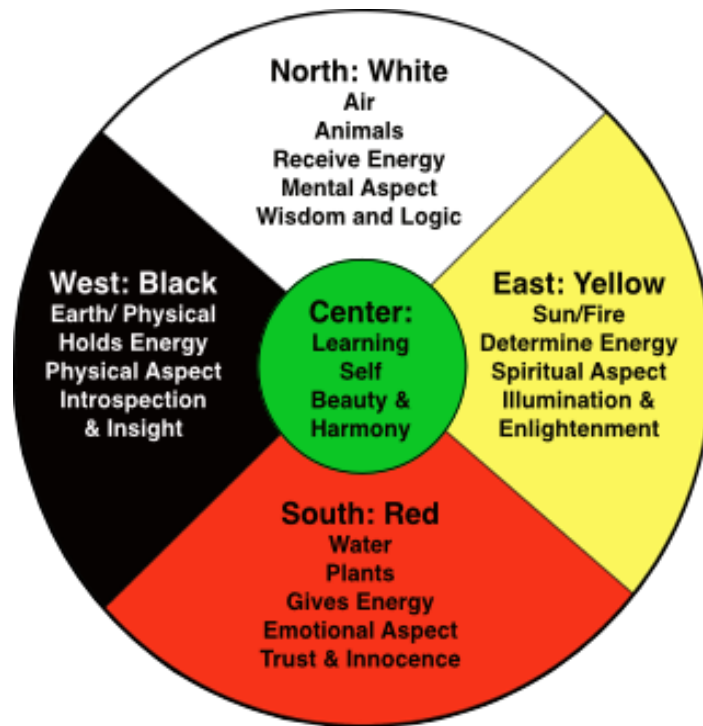 North: White
Air
Animals
Receive Energy
Mental Aspect
Wisdom and Logic
West: Black
Earth/ Physical
Holds Energy
Physical Aspect
Introspection
& Insight
Center:
Learning
Self
Beauty &
Harmony
East: Yellow
Sun/Fire
Determine Energy
Spiritual Aspect
Illumination &
Enlightenment
South: Red
Water
Plants
Gives Energy
Emotional Aspect
Trust & Innocence